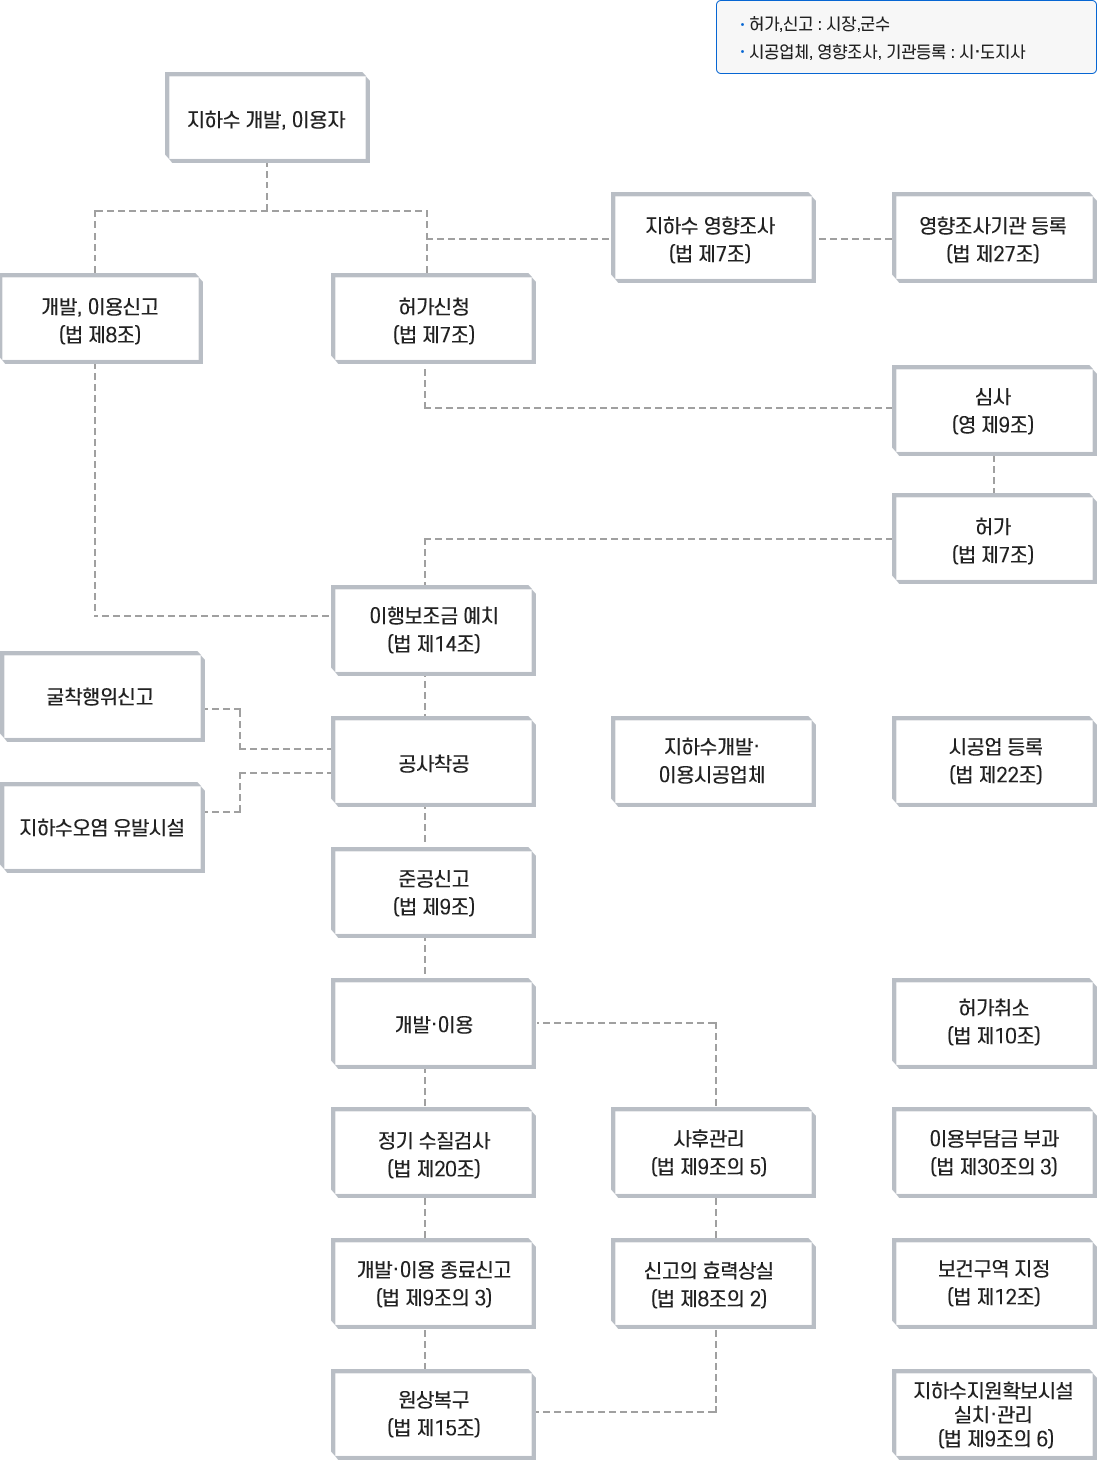 · 허가,신고 : 시장,군수
· 시공업체, 영향조사, 기관등록 : 시·도지사
지하수 개발, 이용자
지하수 영향조사
(법 제7조)
영향조사기관 등록
(법 제27조)
개발, 이용신고
(법 제8조)
허가신청
(법 제7조)
심사
(영 제9조)
허가
(법 제7조)
이행보조금 예치
(법 제14조)
굴착행위신고
공사착공
지하수개발·
이용시공업체
시공업 등록
(법 제22조)
지하수오염 유발시설
준공신고
(법 제9조)
개발·이용
허가취소
(법 제10조)
정기 수질검사
(법 제20조)
사후관리
(법 제9조의 5)
이용부담금 부과
(법 제30조의 3)
개발·이용 종료신고
(법 제9조의 3)
신고의 효력상실
(법 제8조의 2)
보건구역 지정
(법 제12조)
원상복구
(법 제15조)
지하수지원확보시설
실치·관리
(법 제9조의 6)